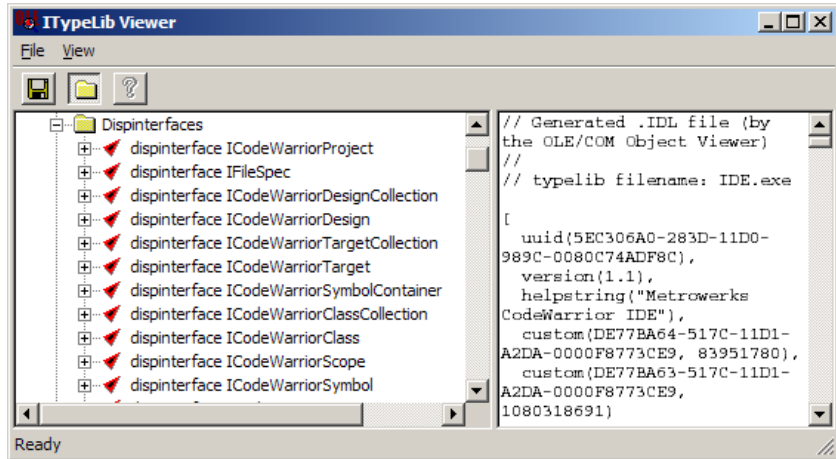 ITypeLib Viewer
File View
Dispinterfaces
dispinterface ICodeWarriorProject
dispinterface IFileSpec
dispinterface ICodeWarriorDesignCollection
dispinterface ICodeWarriorDesign
dispinterface ICodeWarriorTargetCollection
dispinterface ICodeWarriorTarget
dispinterface ICodeWarriorSymbolContainer
dispinterface ICodeWarriorClassCollection
dispinterface ICodeWarriorClass
dispinterface ICodeWarriorScope
dispinterface ICodeWarriorSymbol
// Generated .IDL file (by
the OLE/COM Object Viewer)
//
// typelib filename: IDE.exe
[
uuid(5EC306A0-283D-11D0-
989C-0080C74ADF8C),
version(1.1),
helpstring("Metrowerks
CodeWarrior IDE"),
custom(DE77BA64-517C-11D1-
A2DA-0000F8773CE9, 83951780),
custom(DE77BA63-517C-11D1-
A2DA-0000F8773CE9,
1080318691)
Ready